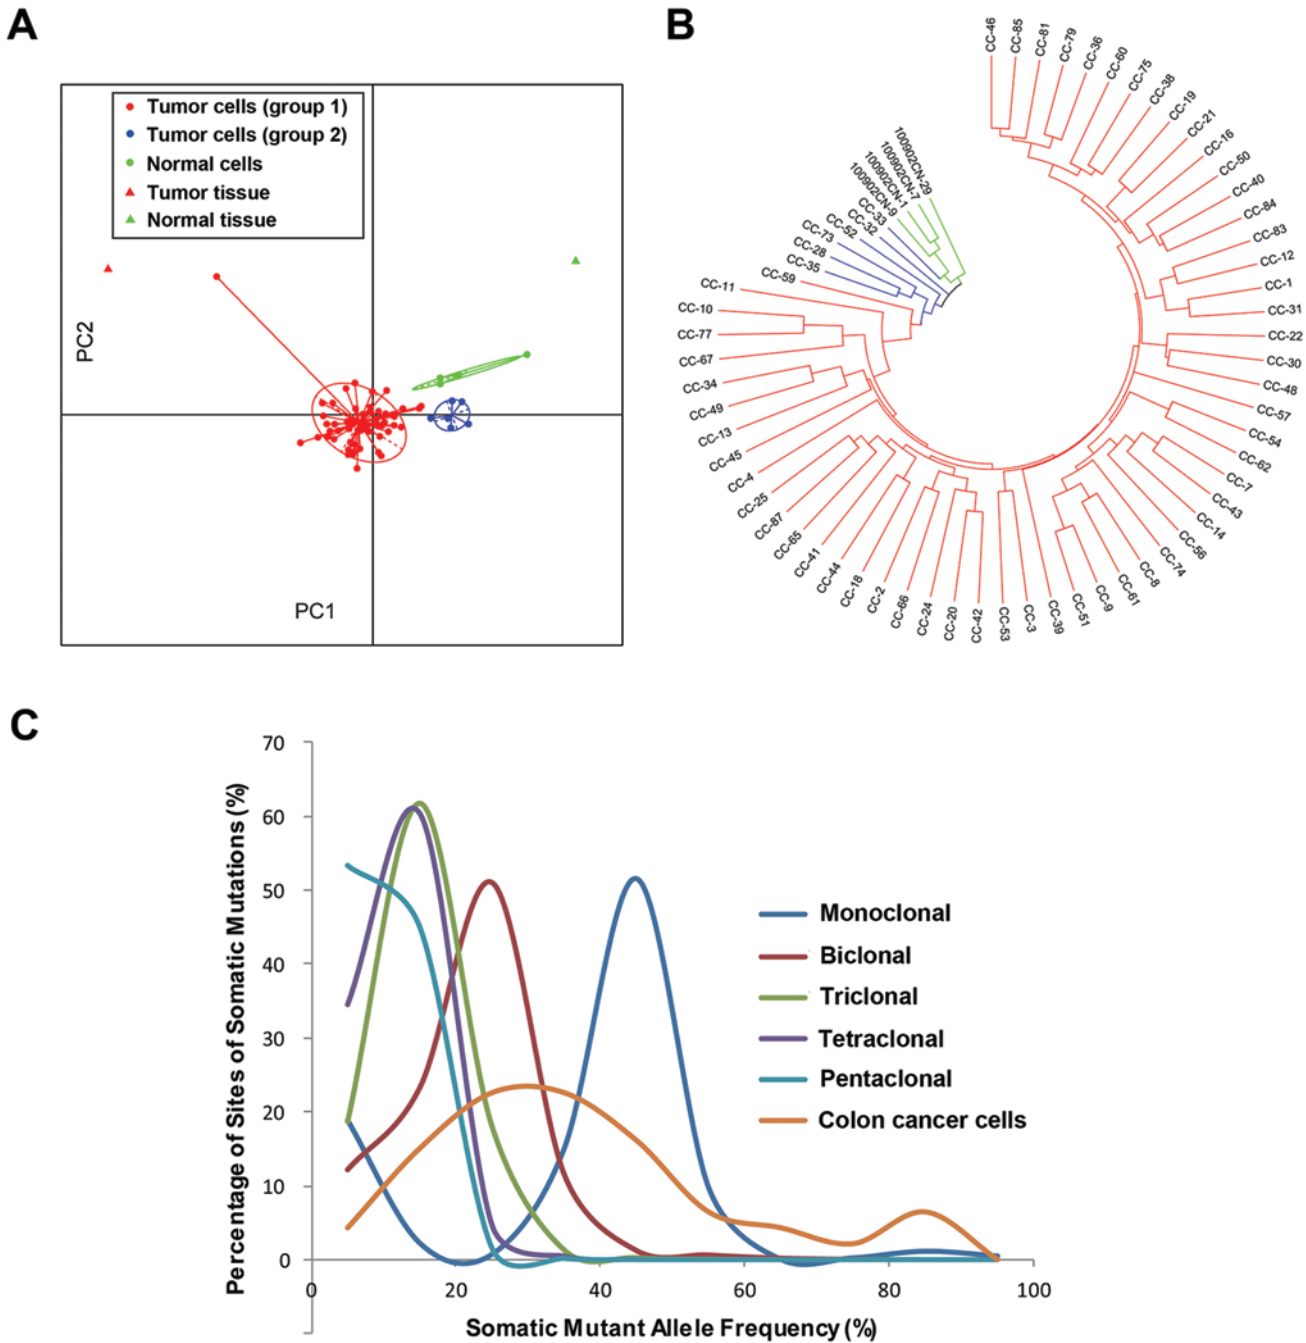 A
Tumor cells (group 1)
Tumor cells (group 2)
Normal cells
Tumor tissue
Normal tissue
PC2
PC1
B
CC-46
CC-85
CC-81
CC-79
CC-36
CC-60
CC-75
CC-38
CC-19
CC-21
CC-16
CC-50
CC-40
CC-84
CC-83
CC-12
CC-1
CC-31
CC-22
CC-30
CC-48
CC-57
CC-54
CC-62
CC-7
CC-43
CC-14
CC-56
CC-74
CC-8
CC-61
CC-9
CC-51
CC-39
CC-3
CC-53
CC-42
CC-20
CC-24
CC-66
CC-2
CC-18
CC-44
CC-41
CC-65
CC-87
CC-25
CC-4
CC-45
CC-13
CC-49
CC-34
CC-67
CC-77
CC-10
CC-11
CC-59
CC-35
CC-28
CC-73
CC-52
CC-32
CC-33
100902CN-9
100902CN-1
100902CN-7
100902CN-29
C
Percentage of Sites of Somatic Mutations (%)
70
60
50
40
30
20
10
0
0 20 40 60 80 100
Somatic Mutant Allele Frequency (%)
Monoclonal
Biclonal
Triclonal
Tetraclonal
Pentaclonal
Colon cancer cells